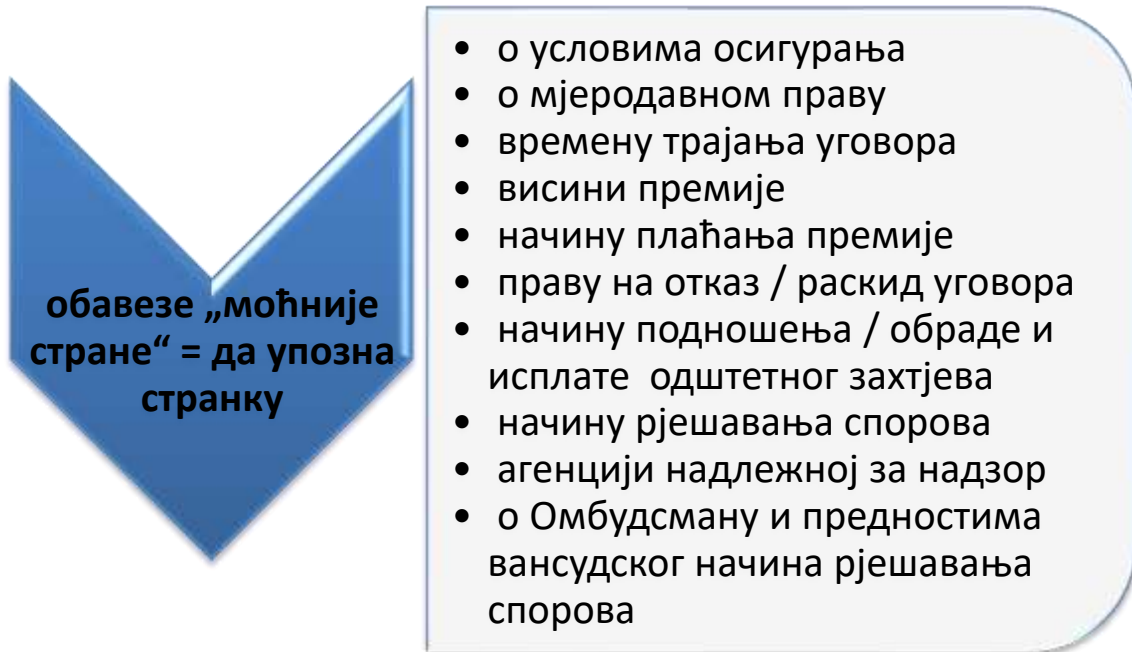 обавезе „моћније
стране“ = да упозна
странку
• о условима осигурања
• о мјеродавном праву
• времену трајања уговора
• висини премије
• начину плаћања премије
• праву на отказ / раскид уговора
• начину подношења / обраде и
исплате одштетног захтјева
• начину рјешавања спорова
• агенцији надлежној за надзор
• о Омбудсману и предностима
вансудског начина рјешавања
спорова